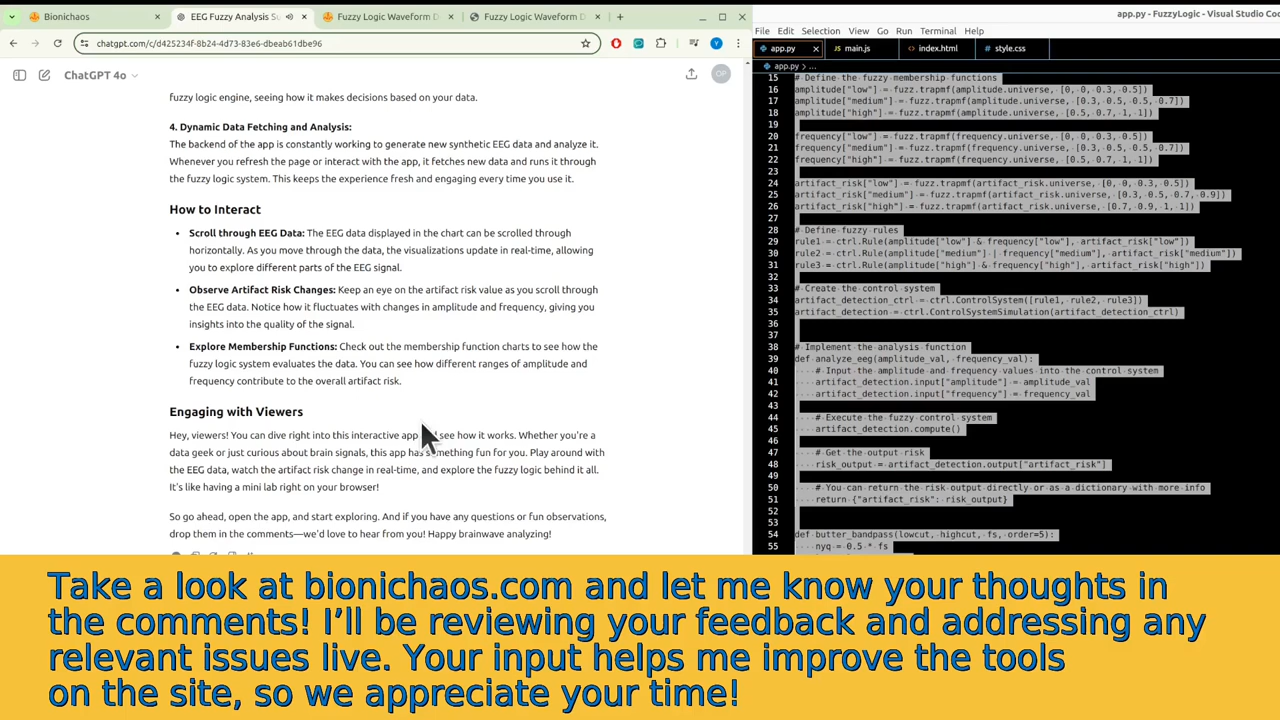 Bionichaos
EEG Fuzzy Analysis Su
Fuzzy Logic Waveform D
Fuzzy Logic Waveform D
chatgpt.com/c/d425234f-8b24-4d73-83e6-dbeab61dbe96
Y
ChatGPT 4o
OP
fuzzy logic engine, seeing how it makes decisions based on your data.
4. Dynamic Data Fetching and Analysis:
The backend of the app is constantly working to generate new synthetic EEG data and analyze it.
Whenever you refresh the page or interact with the app, it fetches new data and runs it through
the fuzzy logic system. This keeps the experience fresh and engaging every time you use it.
How to Interact
• Scroll through EEG Data: The EEG data displayed in the chart can be scrolled through
horizontally. As you move through the data, the visualizations update in real-time, allowing
you to explore different parts of the EEG signal.
• Observe Artifact Risk Changes: Keep an eye on the artifact risk value as you scroll through
the EEG data. Notice how it fluctuates with changes in amplitude and frequency, giving you
insights into the quality of the signal.
• Explore Membership Functions: Check out the membership function charts to see how the
fuzzy logic system evaluates the data. You can see how different ranges of amplitude and
frequency contribute to the overall artifact risk.
Engaging with Viewers
Hey, viewers! You can dive right into this interactive app see how it works. Whether you're a
data geek or just curious about brain signals, this app has something fun for you. Play around with
the EEG data, watch the artifact risk change in real-time, and explore the fuzzy logic behind it all.
It's like having a mini lab right on your browser!
So go ahead, open the app, and start exploring. And if you have any questions or fun observations,
drop them in the comments—we'd love to hear from you! Happy brainwave analyzing!
app.py - FuzzyLogic - Visual Studio Co
File Edit Selection View Go Run Terminal Help
app.py main.js index.html style.css
app.py > ...
15 # Define the fuzzy membership functions
16 amplitude["low"] = fuzz.trapmf(amplitude.universe, [0, 0, 0.3, 0.5])
17 amplitude["medium"] = fuzz.trapmf(amplitude.universe, [0.3, 0.5, 0.5, 0.7])
18 amplitude["high"] = fuzz.trapmf(amplitude.universe, [0.5, 0.7, 1, 1])
19
20 frequency["low"] = fuzz.trapmf(frequency.universe, [0, 0, 0.3, 0.5])
21 frequency["medium"] = fuzz.trapmf(frequency.universe, [0.3, 0.5, 0.5, 0.7])
22 frequency["high"] = fuzz.trapmf(frequency.universe, [0.5, 0.7, 1, 1])
23
24 artifact_risk["low"] = fuzz.trapmf(artifact_risk.universe, [0, 0, 0.3, 0.5])
25 artifact_risk["medium"] = fuzz.trapmf(artifact_risk.universe, [0.3, 0.5, 0.7, 0.9])
26 artifact_risk["high"] = fuzz.trapmf(artifact_risk.universe, [0.7, 0.9, 1, 1])
27
28 # Define fuzzy rules
29 rule1 = ctrl.Rule(amplitude["low"] & frequency["low"], artifact_risk["low"])
30 rule2 = ctrl.Rule(amplitude["medium"] | frequency["medium"], artifact_risk["medium"])
31 rule3 = ctrl.Rule(amplitude["high"] & frequency["high"], artifact_risk["high"])
32
33 # Create the control system
34 artifact_detection_ctrl = ctrl.ControlSystem([rule1, rule2, rule3])
35 artifact_detection = ctrl.ControlSystemSimulation(artifact_detection_ctrl)
36
37
38 # Implement the analysis function
39 def analyze_eeg(amplitude_val, frequency_val):
40 # Input the amplitude and frequency values into the control system
41 artifact_detection.input["amplitude"] = amplitude_val
42 artifact_detection.input["frequency"] = frequency_val
43
44 # Execute the fuzzy control system
45 artifact_detection.compute()
46
47 # Get the output risk
48 risk_output = artifact_detection.output["artifact_risk"]
49
50 # You can return the risk output directly or as a dictionary with more info
51 return {"artifact_risk": risk_output}
52
53
54 def butter_bandpass(lowcut, highcut, fs, order=5):
55 nyq = 0.5 * fs
Take a look at bionichaos.com and let me know your thoughts in
the comments! I’ll be reviewing your feedback and addressing any
relevant issues live. Your input helps me improve the tools
on the site, so we appreciate your time!